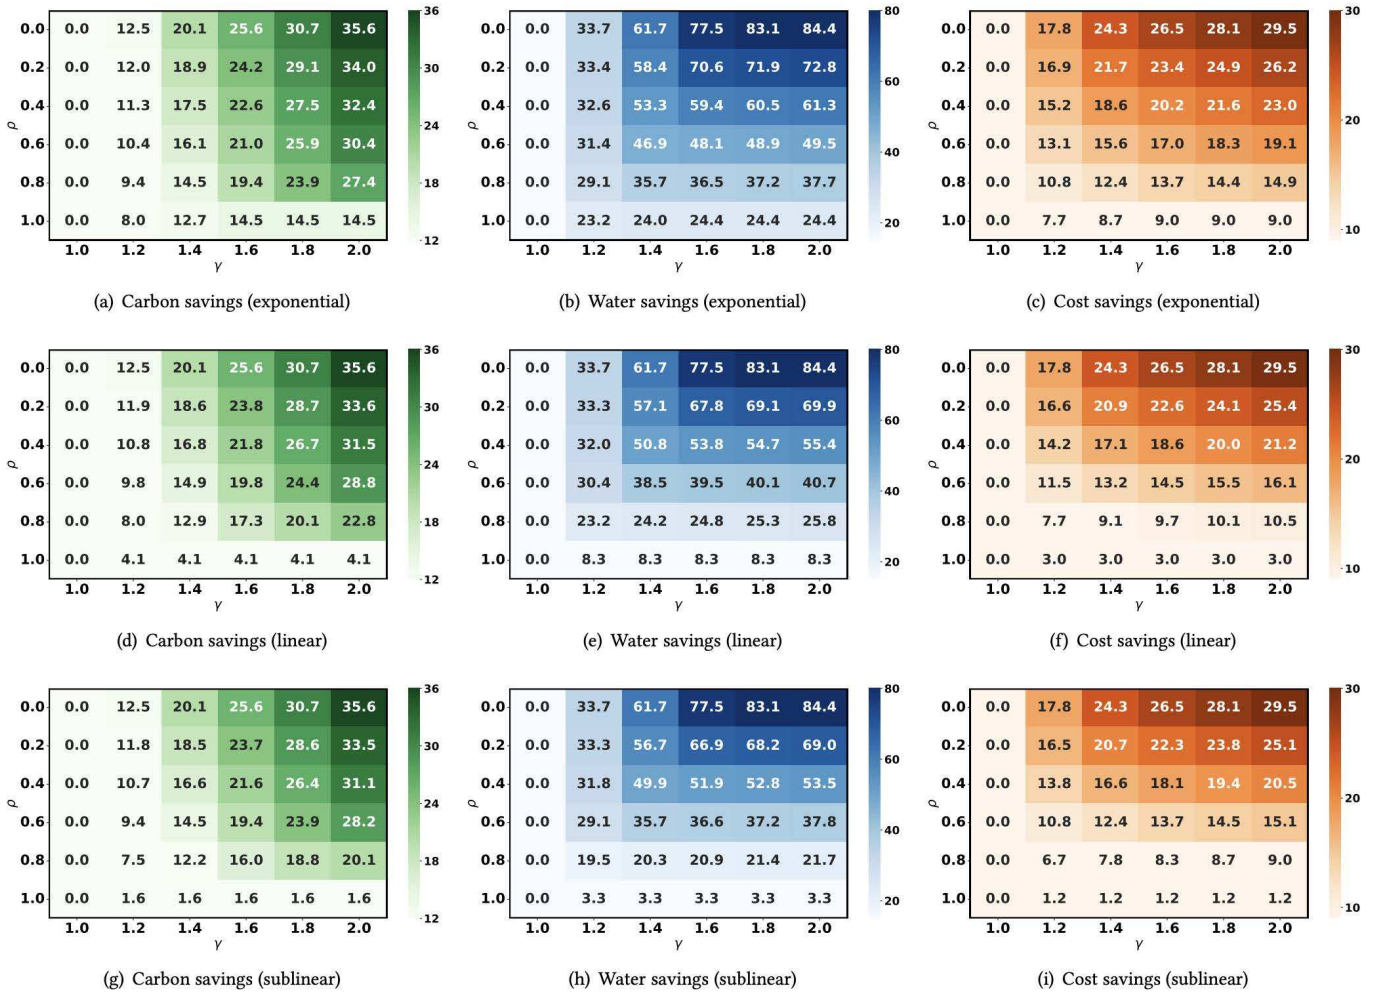 0.0 0.0 12.5 20.1 25.6 30.7 35.6
0.2 0.0 12.0 18.9 24.2 29.1 34.0
0.4 0.0 11.3 17.5 22.6 27.5 32.4
0.6 0.0 10.4 16.1 21.0 25.9 30.4
0.8 0.0 9.4 14.5 19.4 23.9 27.4
1.0 0.0 8.0 12.7 14.5 14.5 14.5
1.0 1.2 1.4 1.6 1.8 2.0
ρ
γ
36
30
24
18
12
(a) Carbon savings (exponential)
0.0 0.0 33.7 61.7 77.5 83.1 84.4
0.2 0.0 33.4 58.4 70.6 71.9 72.8
0.4 0.0 32.6 53.3 59.4 60.5 61.3
0.6 0.0 31.4 46.9 48.1 48.9 49.5
0.8 0.0 29.1 35.7 36.5 37.2 37.7
1.0 0.0 23.2 24.0 24.4 24.4 24.4
1.0 1.2 1.4 1.6 1.8 2.0
ρ
γ
80
60
40
20
(b) Water savings (exponential)
0.0 0.0 17.8 24.3 26.5 28.1 29.5
0.2 0.0 16.9 21.7 23.4 24.9 26.2
0.4 0.0 15.2 18.6 20.2 21.6 23.0
0.6 0.0 13.1 15.6 17.0 18.3 19.1
0.8 0.0 10.8 12.4 13.7 14.4 14.9
1.0 0.0 7.7 8.7 9.0 9.0 9.0
1.0 1.2 1.4 1.6 1.8 2.0
ρ
γ
30
20
10
(c) Cost savings (exponential)
0.0 0.0 12.5 20.1 25.6 30.7 35.6
0.2 0.0 11.9 18.6 23.8 28.7 33.6
0.4 0.0 10.8 16.8 21.8 26.7 31.5
0.6 0.0 9.8 14.9 19.8 24.4 28.8
0.8 0.0 8.0 12.9 17.3 20.1 22.8
1.0 0.0 4.1 4.1 4.1 4.1 4.1
1.0 1.2 1.4 1.6 1.8 2.0
ρ
γ
36
30
24
18
12
(d) Carbon savings (linear)
0.0 0.0 33.7 61.7 77.5 83.1 84.4
0.2 0.0 33.3 57.1 67.8 69.1 69.9
0.4 0.0 32.0 50.8 53.8 54.7 55.4
0.6 0.0 30.4 38.5 39.5 40.1 40.7
0.8 0.0 23.2 24.2 24.8 25.3 25.8
1.0 0.0 8.3 8.3 8.3 8.3 8.3
1.0 1.2 1.4 1.6 1.8 2.0
ρ
γ
80
60
40
20
(e) Water savings (linear)
0.0 0.0 17.8 24.3 26.5 28.1 29.5
0.2 0.0 16.6 20.9 22.6 24.1 25.4
0.4 0.0 14.2 17.1 18.6 20.0 21.2
0.6 0.0 11.5 13.2 14.5 15.5 16.1
0.8 0.0 7.7 9.1 9.7 10.1 10.5
1.0 0.0 3.0 3.0 3.0 3.0 3.0
1.0 1.2 1.4 1.6 1.8 2.0
ρ
γ
30
20
10
(f) Cost savings (linear)
0.0 0.0 12.5 20.1 25.6 30.7 35.6
0.2 0.0 11.8 18.5 23.7 28.6 33.5
0.4 0.0 10.7 16.6 21.6 26.4 31.1
0.6 0.0 9.4 14.5 19.4 23.9 28.2
0.8 0.0 7.5 12.2 16.0 18.8 20.1
1.0 0.0 1.6 1.6 1.6 1.6 1.6
1.0 1.2 1.4 1.6 1.8 2.0
ρ
γ
36
30
24
18
12
(g) Carbon savings (sublinear)
0.0 0.0 33.7 61.7 77.5 83.1 84.4
0.2 0.0 33.3 56.7 66.9 68.2 69.0
0.4 0.0 31.8 49.9 51.9 52.8 53.5
0.6 0.0 29.1 35.7 36.6 37.2 37.8
0.8 0.0 19.5 20.3 20.9 21.4 21.7
1.0 0.0 3.3 3.3 3.3 3.3 3.3
1.0 1.2 1.4 1.6 1.8 2.0
ρ
γ
80
60
40
20
(h) Water savings (sublinear)
0.0 0.0 17.8 24.3 26.5 28.1 29.5
0.2 0.0 16.5 20.7 22.3 23.8 25.1
0.4 0.0 13.8 16.6 18.1 19.4 20.5
0.6 0.0 10.8 12.4 13.7 14.5 15.1
0.8 0.0 6.7 7.8 8.3 8.7 9.0
1.0 0.0 1.2 1.2 1.2 1.2 1.2
1.0 1.2 1.4 1.6 1.8 2.0
ρ
γ
30
20
10
(i) Cost savings (sublinear)